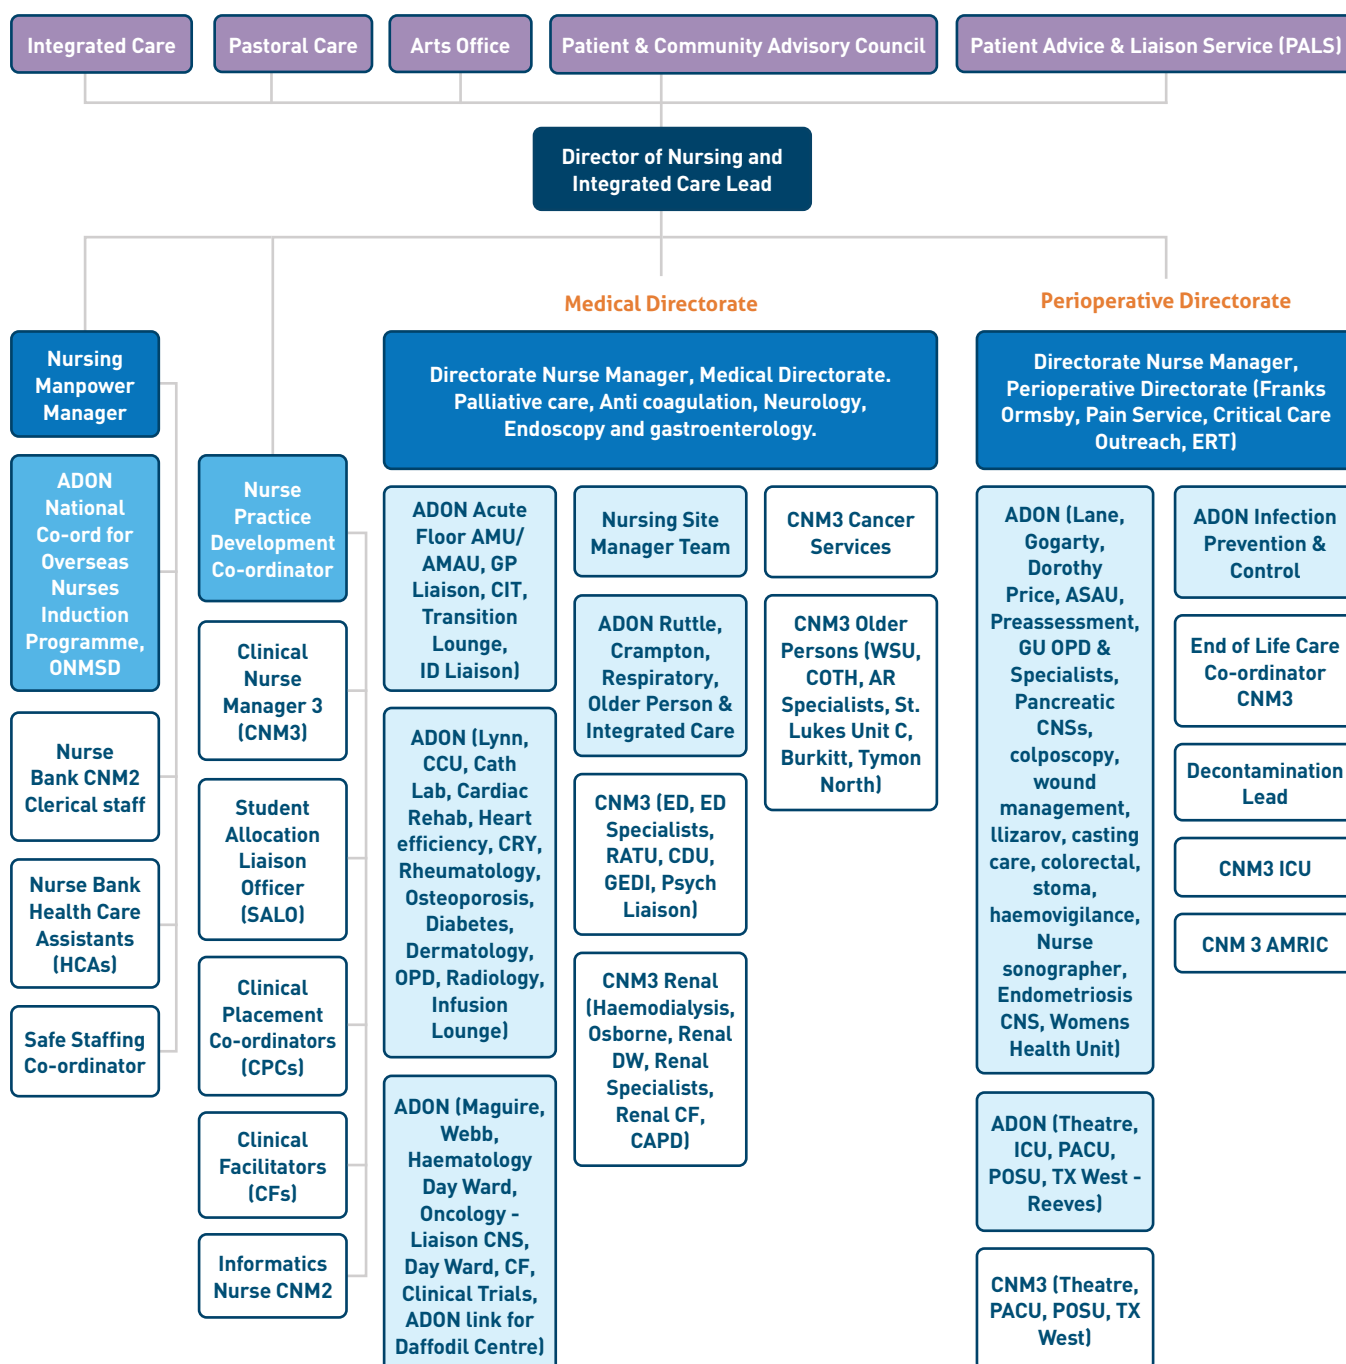 Integrated Care
Pastoral Care
Arts Office
Patient & Community Advisory Council
Patient Advice & Liaison Service (PALS)
Director of Nursing and
Integrated Care Lead
Medical Directorate
Perioperative Directorate
Nursing
Manpower
Manager
ADON
National
Co-ord for
Overseas
Nurses
Induction
Programme,
ONMSD
Nurse
Bank CNM2
Clerical staff
Nurse Bank
Health Care
Assistants
(HCAs)
Safe Staffing
Co-ordinator
Nurse
Practice
Development
Co-ordinator
Clinical
Nurse
Manager 3
(CNM3)
Student
Allocation
Liaison
Officer
(SALO)
Clinical
Placement
Co-ordinators
(CPCs)
Clinical
Facilitators
(CFs)
Informatics
Nurse CNM2
Directorate Nurse Manager, Medical Directorate.
Palliative care, Anti coagulation, Neurology,
Endoscopy and gastroenterology.
ADON Acute
Floor AMU/
AMAU, GP
Liaison, CIT,
Transition
Lounge,
ID Liaison)
ADON (Lynn,
CCU, Cath
Lab, Cardiac
Rehab, Heart
efficiency, CRY,
Rheumatology,
Osteoporosis,
Diabetes,
Dermatology,
OPD, Radiology,
Infusion
Lounge)
ADON (Maguire,
Webb,
Haematology
Day Ward,
Oncology -
Liaison CNS,
Day Ward, CF,
Clinical Trials,
ADON link for
Daffodil Centre)
Nursing Site
Manager Team
ADON Ruttle,
Crampton,
Respiratory,
Older Person &
Integrated Care
CNM3 (ED, ED
Specialists,
RATU, CDU,
GEDI, Psych
Liaison)
CNM3 Renal
(Haemodialysis,
Osborne, Renal
DW, Renal
Specialists,
Renal CF,
CAPD)
CNM3 Cancer
Services
CNM3 Older
Persons (WSU,
COTH, AR
Specialists, St.
Lukes Unit C,
Burkitt, Tymon
North)
Directorate Nurse Manager,
Perioperative Directorate (Franks
Ormsby, Pain Service, Critical Care
Outreach, ERT)
ADON (Lane,
Gogarty,
Dorothy
Price, ASAU,
Preassessment,
GU OPD &
Specialists,
Pancreatic
CNSs,
colposcopy,
wound
management,
llizarov, casting
care, colorectal,
stoma,
haemovigilance,
Nurse
sonographer,
Endometriosis
CNS, Womens
Health Unit)
ADON (Theatre,
ICU, PACU,
POSU, TX West -
Reeves)
CNM3 (Theatre,
PACU, POSU, TX
West)
ADON Infection
Prevention &
Control
End of Life Care
Co-ordinator
CNM3
Decontamination
Lead
CNM3 ICU
CNM 3 AMRIC